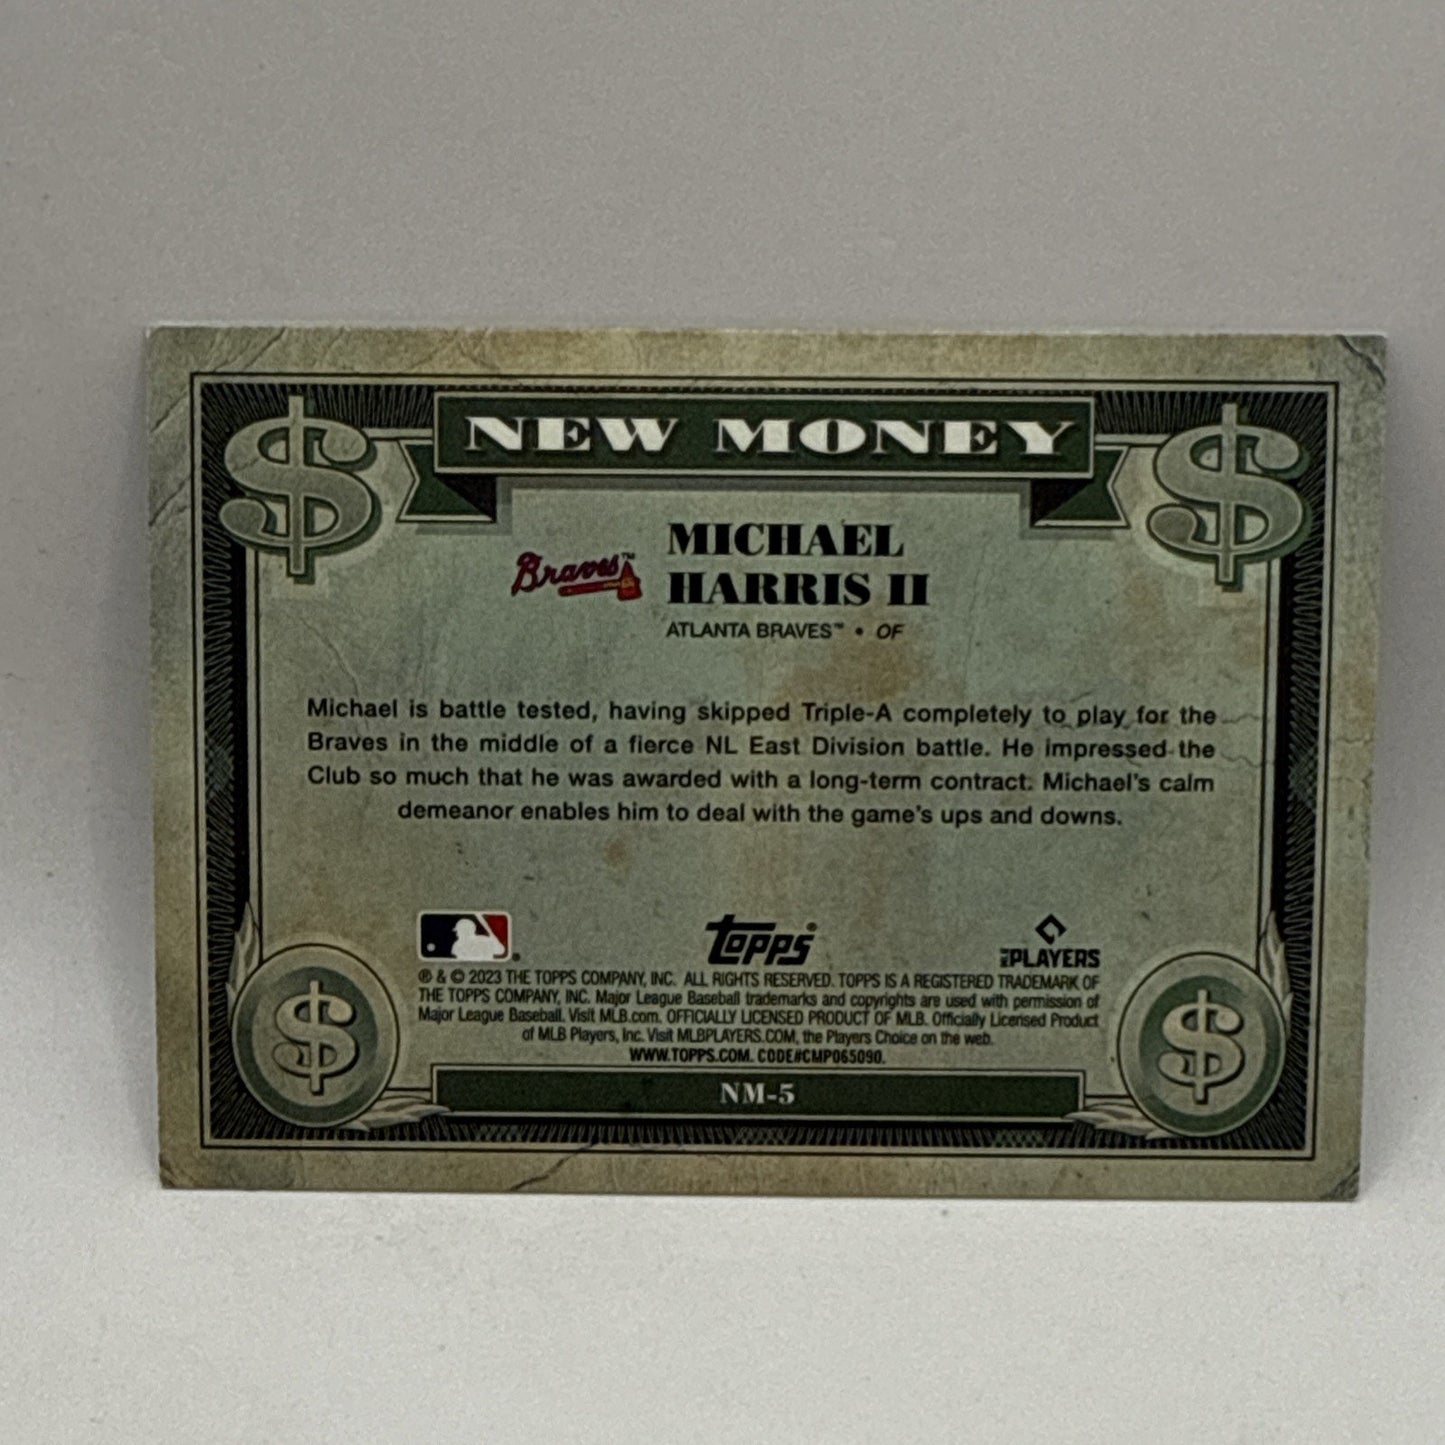 NEW MONEY
Braves™
MICHAEL
HARRIS II
ATLANTA BRAVES™ • OF
Michael is battle tested, having skipped Triple-A completely to play for the
Braves in the middle of a fierce NL East Division battle. He impressed the
Club so much that he was awarded with a long-term contract. Michael's calm
demeanor enables him to deal with the game's ups and downs.
topps®
MLB PLAYERS
® & © 2023 THE TOPPS COMPANY, INC. ALL RIGHTS RESERVED. TOPPS IS A REGISTERED TRADEMARK OF
THE TOPPS COMPANY, INC. Major League Baseball trademarks and copyrights are used with permission of
Major League Baseball. Visit MLB.com. OFFICIALLY LICENSED PRODUCT OF MLB. Officially Licensed Product
of MLB Players, Inc. Visit MLBPLAYERS.COM, the Players Choice on the web.
WWW.TOPPS.COM. CODE#CMP065090.
NM-5